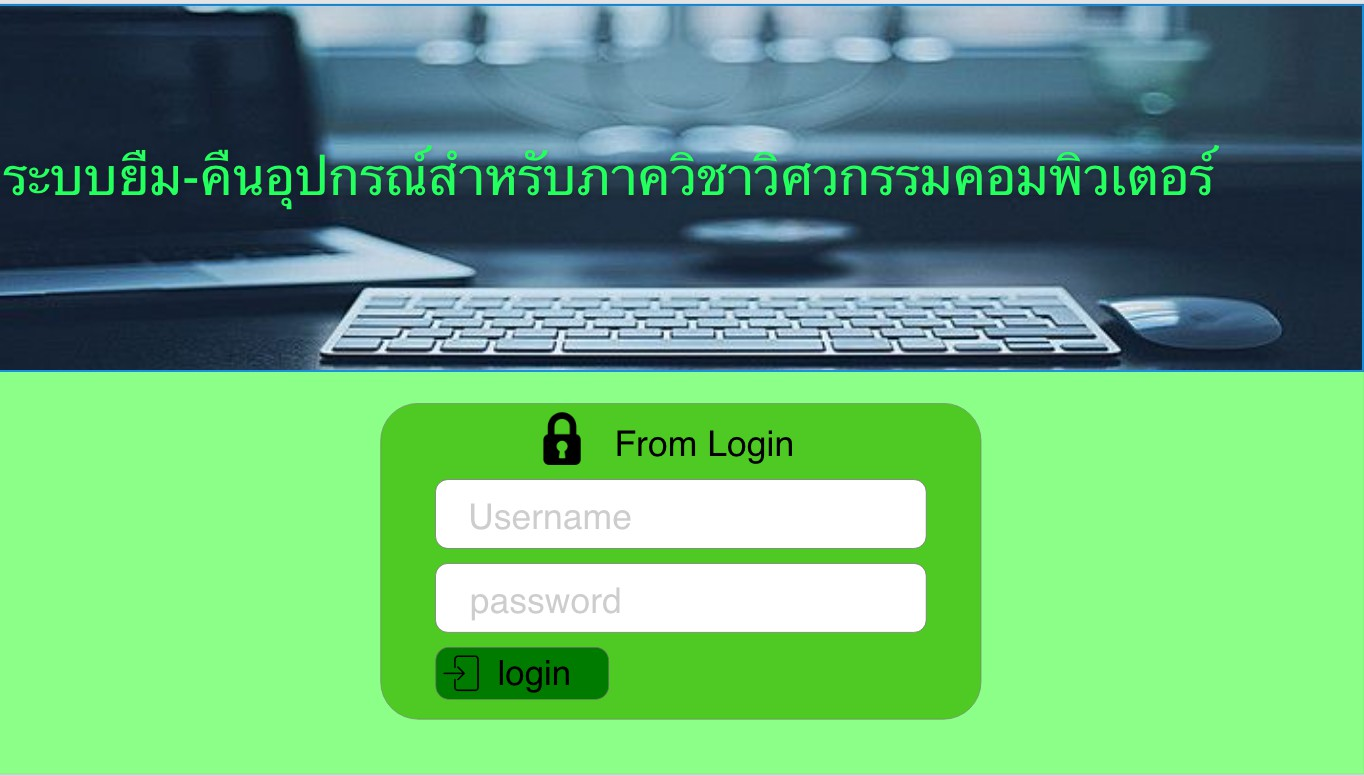 ระบบยืม-คืนอุปกรณ์สำหรับภาควิชาวิศวกรรมคอมพิวเตอร์
From Login
Username
password
login